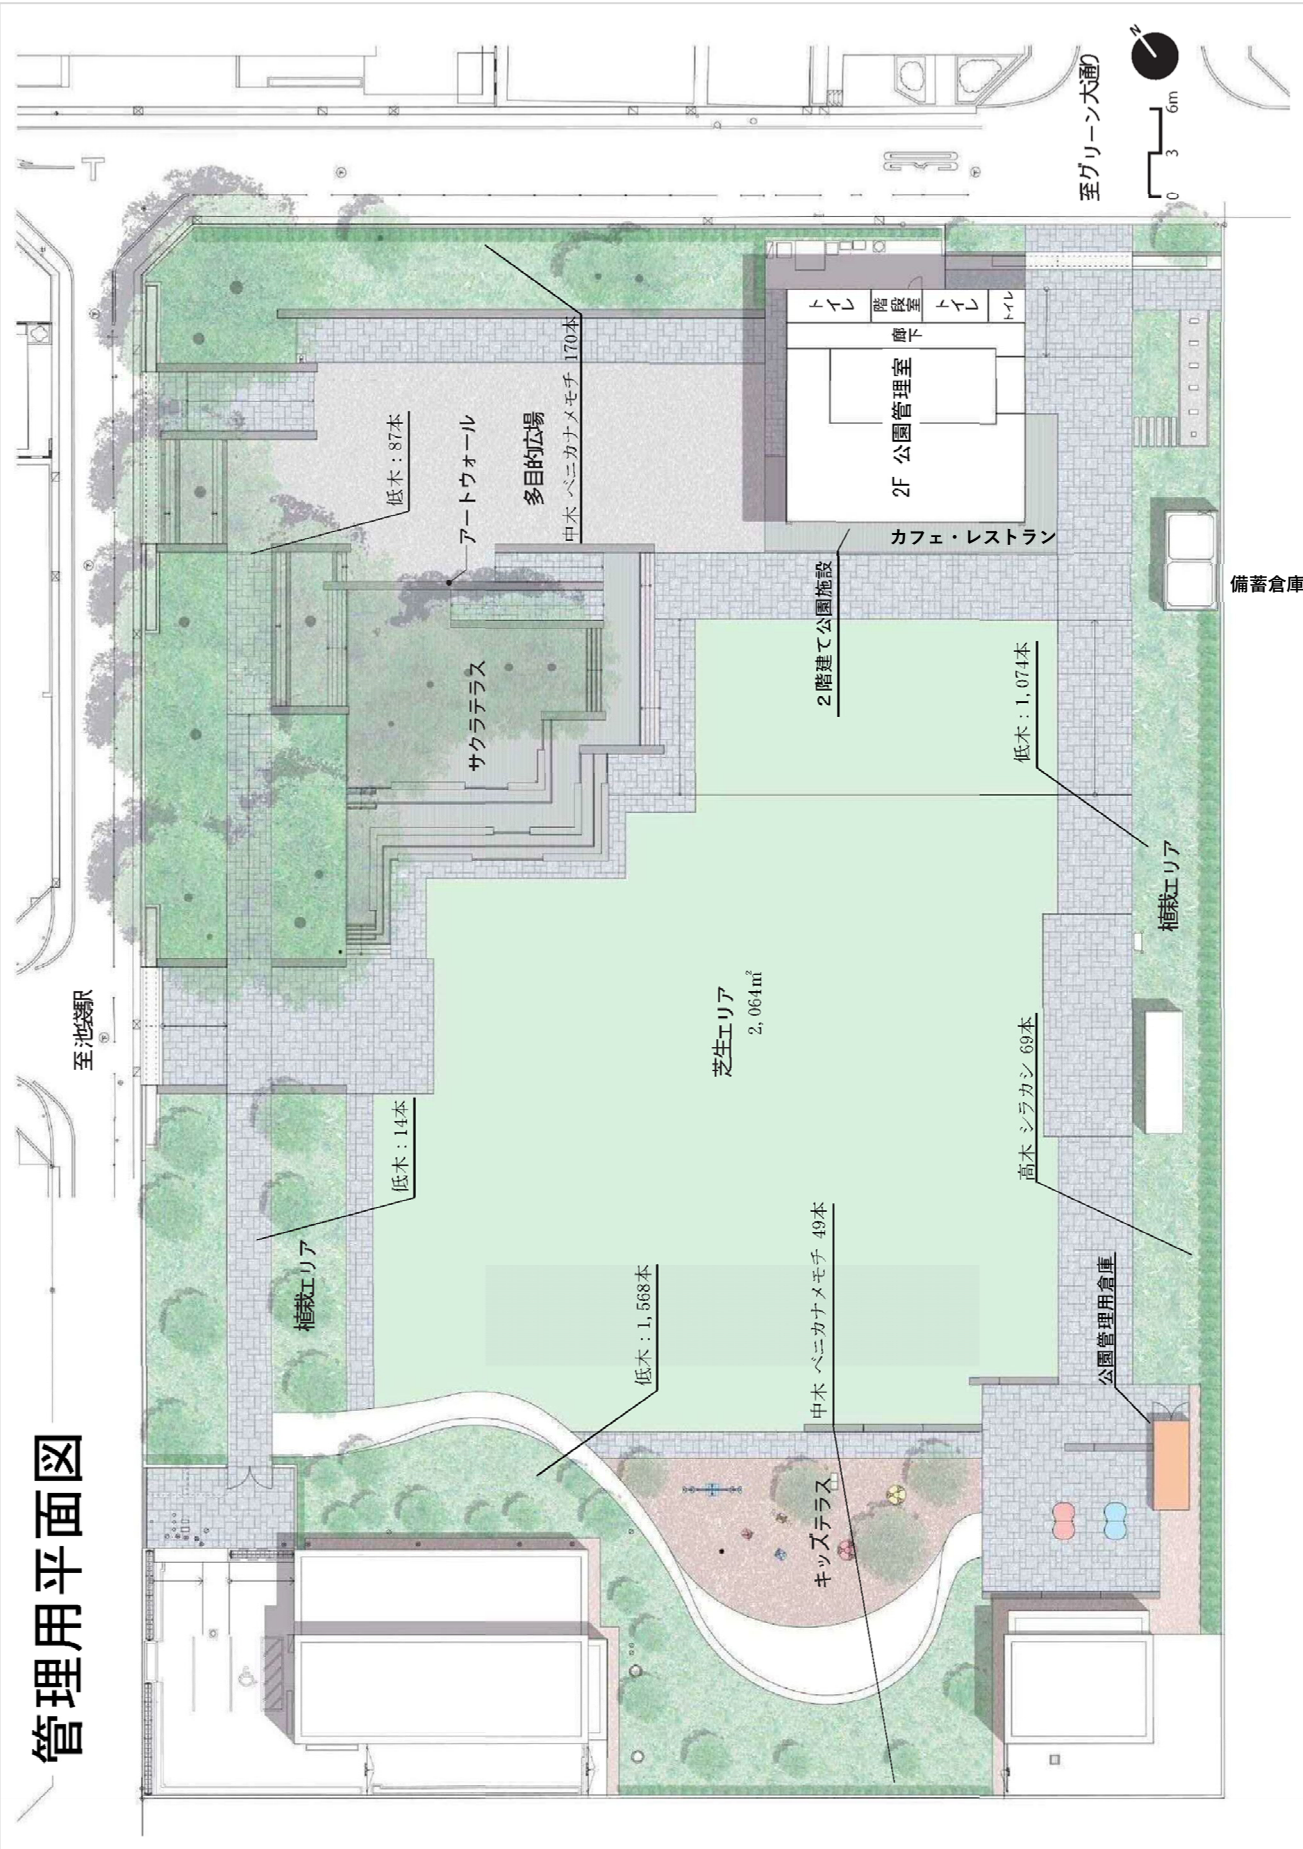 管理用平面図
至池袋駅
至グリーン大通り
N
0 3 6m
低木：87本
アートウォール
多目的広場
中木 ベニカナメモチ 170本
トイレ
階段室
トイレ
トイレ
廊下
2F 公園管理室
カフェ・レストラン
2階建て公園施設
備蓄倉庫
サクラテラス
低木：1,074本
植栽エリア
芝生エリア
2,064㎡
低木：14本
植栽エリア
高木 シラカシ 69本
低木：1,568本
中木 ベニカナメモチ 49本
公園管理用倉庫
キッズテラス